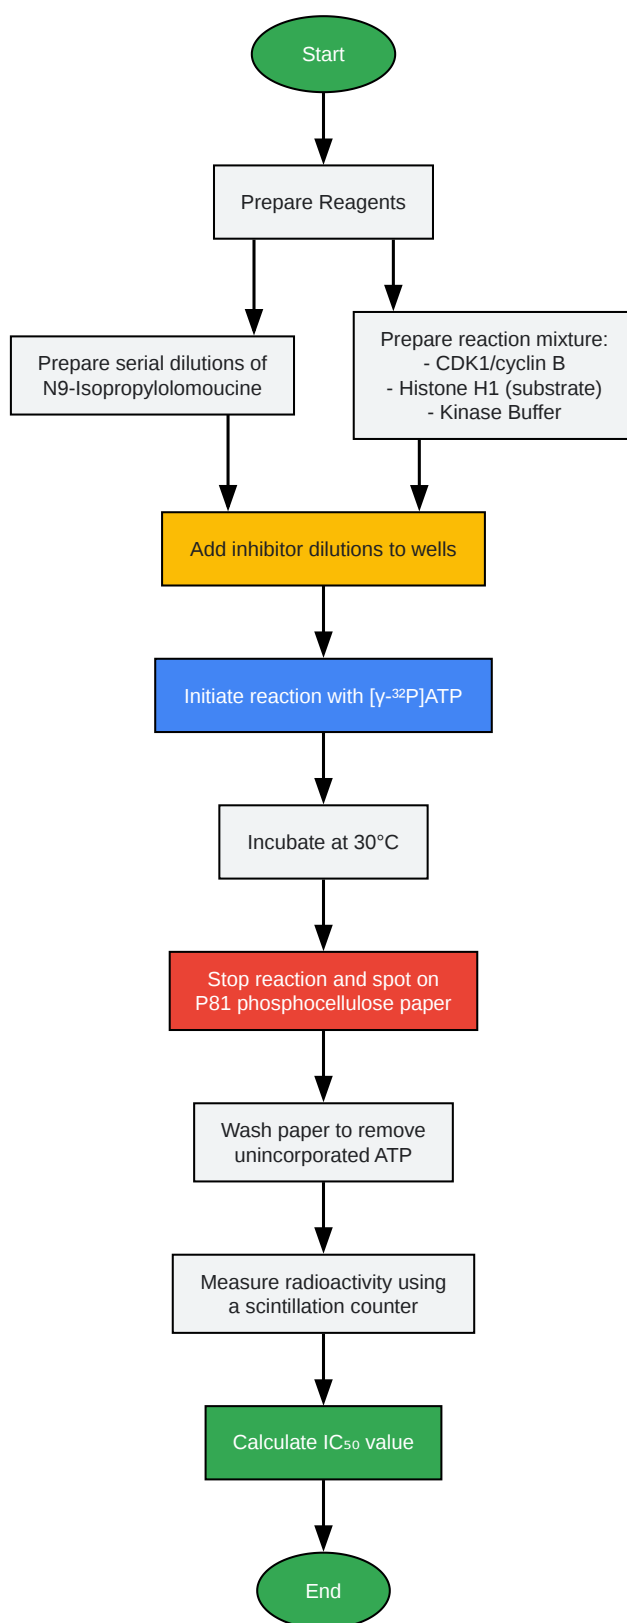 Start
Prepare Reagents
Prepare serial dilutions of
N9-Isopropylolomoucine
Prepare reaction mixture:
- CDK1/cyclin B
- Histone H1 (substrate)
- Kinase Buffer
Add inhibitor dilutions to wells
Initiate reaction with [γ-³²P]ATP
Incubate at 30°C
Stop reaction and spot on
P81 phosphocellulose paper
Wash paper to remove
unincorporated ATP
Measure radioactivity using
a scintillation counter
Calculate IC₅₀ value
End